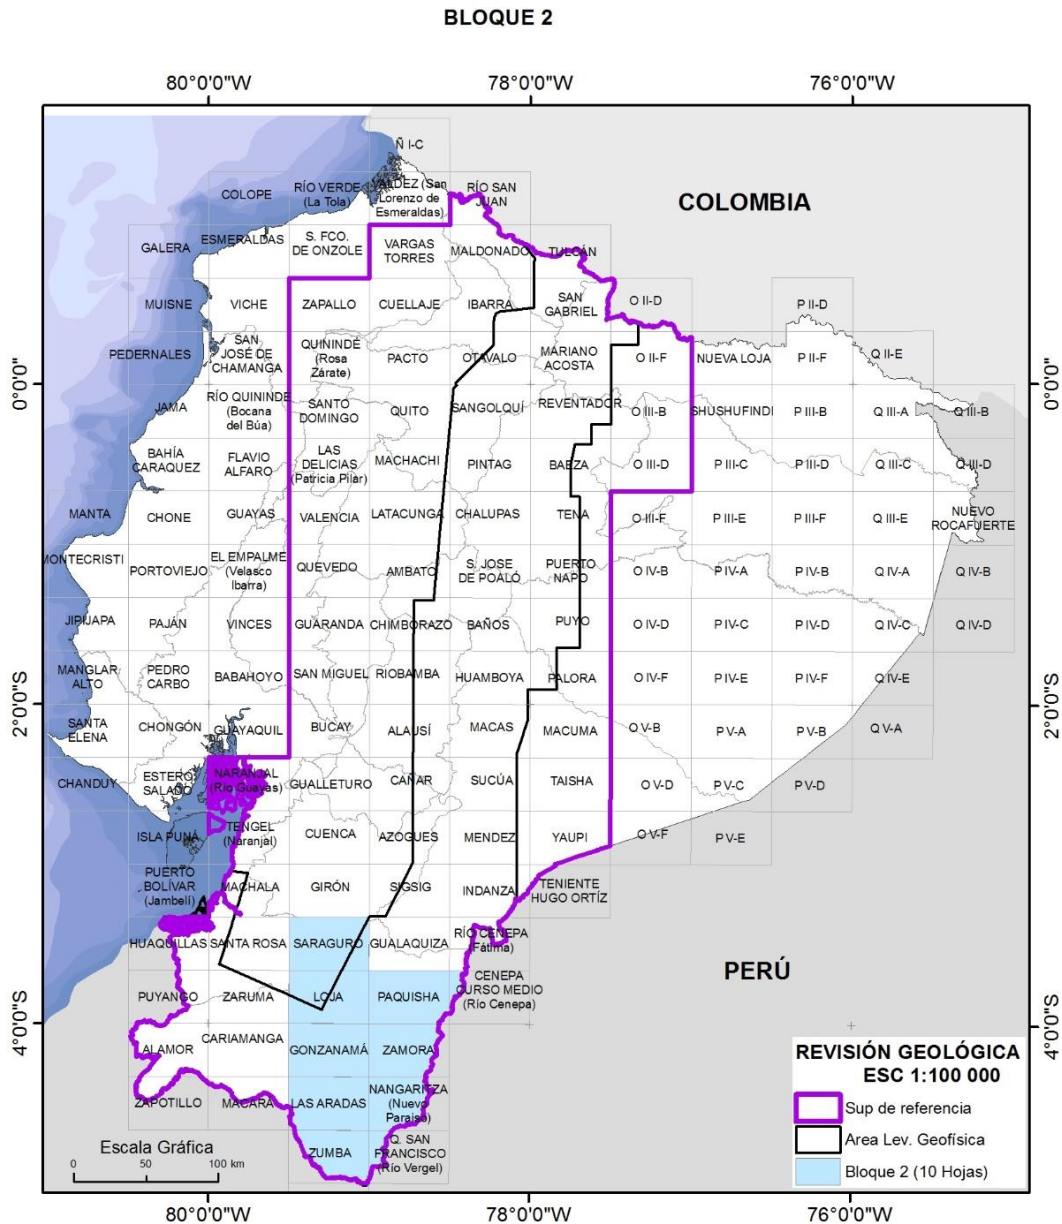 BLOQUE 2
80°0'0"W 78°0'0"W 76°0'0"W
Ñ I-C
COLOPE
RÍO VERDE
(La Tola)
VALDEZ (San
Lorenzo de
Esmeraldas)
RÍO SAN
JUAN
COLOMBIA
GALERA
ESMERALDAS
S. FCO.
DE ONZOLE
VARGAS
TORRES
MALDONADO
TULCÁN
MUISNE
VICHE
ZAPALLO
CUELLAJE
IBARRA
SAN
GABRIEL
O II-D
P II-D
PEDERNALES
SAN
JOSÉ DE
CHAMANGA
QUININDÉ
(Rosa
Zárate)
PACTO
OTAVALO
MARIANO
ACOSTA
O II-F
NUEVA LOJA
P II-F
Q II-E
0°0'0"
0°0'0"
JAMA
RÍO QUININDE
(Bocana
del Búa)
SANTO
DOMINGO
QUITO
SANGOLQUÍ
REVENTADOR
O III-B
SHUSHUFINDI
P III-B
Q III-A
Q III-B
BAHÍA
CARAQUEZ
FLAVIO
ALFARO
LAS
DELICIAS
(Patricia Pilar)
MACHACHI
PINTAG
BAEZA
O III-D
P III-C
P III-D
Q III-C
Q III-D
MANTA
CHONE
GUAYAS
VALENCIA
LATACUNGA
CHALUPAS
TENA
O III-F
P III-E
P III-F
Q III-E
NUEVO
ROCAFUERTE
MONTECRISTI
PORTOVIEJO
EL EMPALME
(Velasco
Ibarra)
QUEVEDO
AMBATO
S. JOSE
DE POALÓ
PUERTO
NAPO
O IV-B
P IV-A
P IV-B
Q IV-A
Q IV-B
JIPIJAPA
PAJÁN
VINCES
GUARANDA
CHIMBORAZO
BAÑOS
PUYO
O IV-D
P IV-C
P IV-D
Q IV-C
Q IV-D
MANGLAR
ALTO
PEDRO
CARBO
BABAHOYO
SAN MIGUEL
RIOBAMBA
HUAMBOYA
PALORA
O IV-F
P IV-E
P IV-F
Q IV-E
2°0'0"S
2°0'0"S
SANTA
ELENA
CHONGÓN
GUAYAQUIL
BUCAY
ALAUSÍ
MACAS
MACUMA
O V-B
P V-A
P V-B
Q V-A
CHANDUY
ESTERO
SALADO
NARANJAL
(Río Guayas)
GUALLETURO
CAÑAR
SUCÚA
TAISHA
O V-D
P V-C
P V-D
ISLA PUNÁ
TENGEL
(Naranjal)
CUENCA
AZOGUES
MENDEZ
YAUPI
O V-F
P V-E
PUERTO
BOLÍVAR
(Jambelí)
MACHALA
GIRÓN
SIGSIG
INDANZA
TENIENTE
HUGO ORTÍZ
HUAQUILLAS
SANTA ROSA
SARAGURO
GUALAQUIZA
RÍO CENEPA
(Fátima)
PERÚ
PUYANGO
ZARUMA
LOJA
PAQUISHA
CENEPA
CURSO MEDIO
(Río Cenepa)
4°0'0"S
4°0'0"S
ALAMOR
CARIAMANGA
GONZANAMÁ
ZAMORA
ZAPOTILLO
MACARÁ
LAS ARADAS
NANGARITZA
(Nuevo
Paraiso)
ZUMBA
Q. SAN
FRANCISCO
(Río Vergel)
Escala Gráfica
0 50 100 km
REVISIÓN GEOLÓGICA
ESC 1:100 000
Sup de referencia
Area Lev. Geofísica
Bloque 2 (10 Hojas)
80°0'0"W 78°0'0"W 76°0'0"W